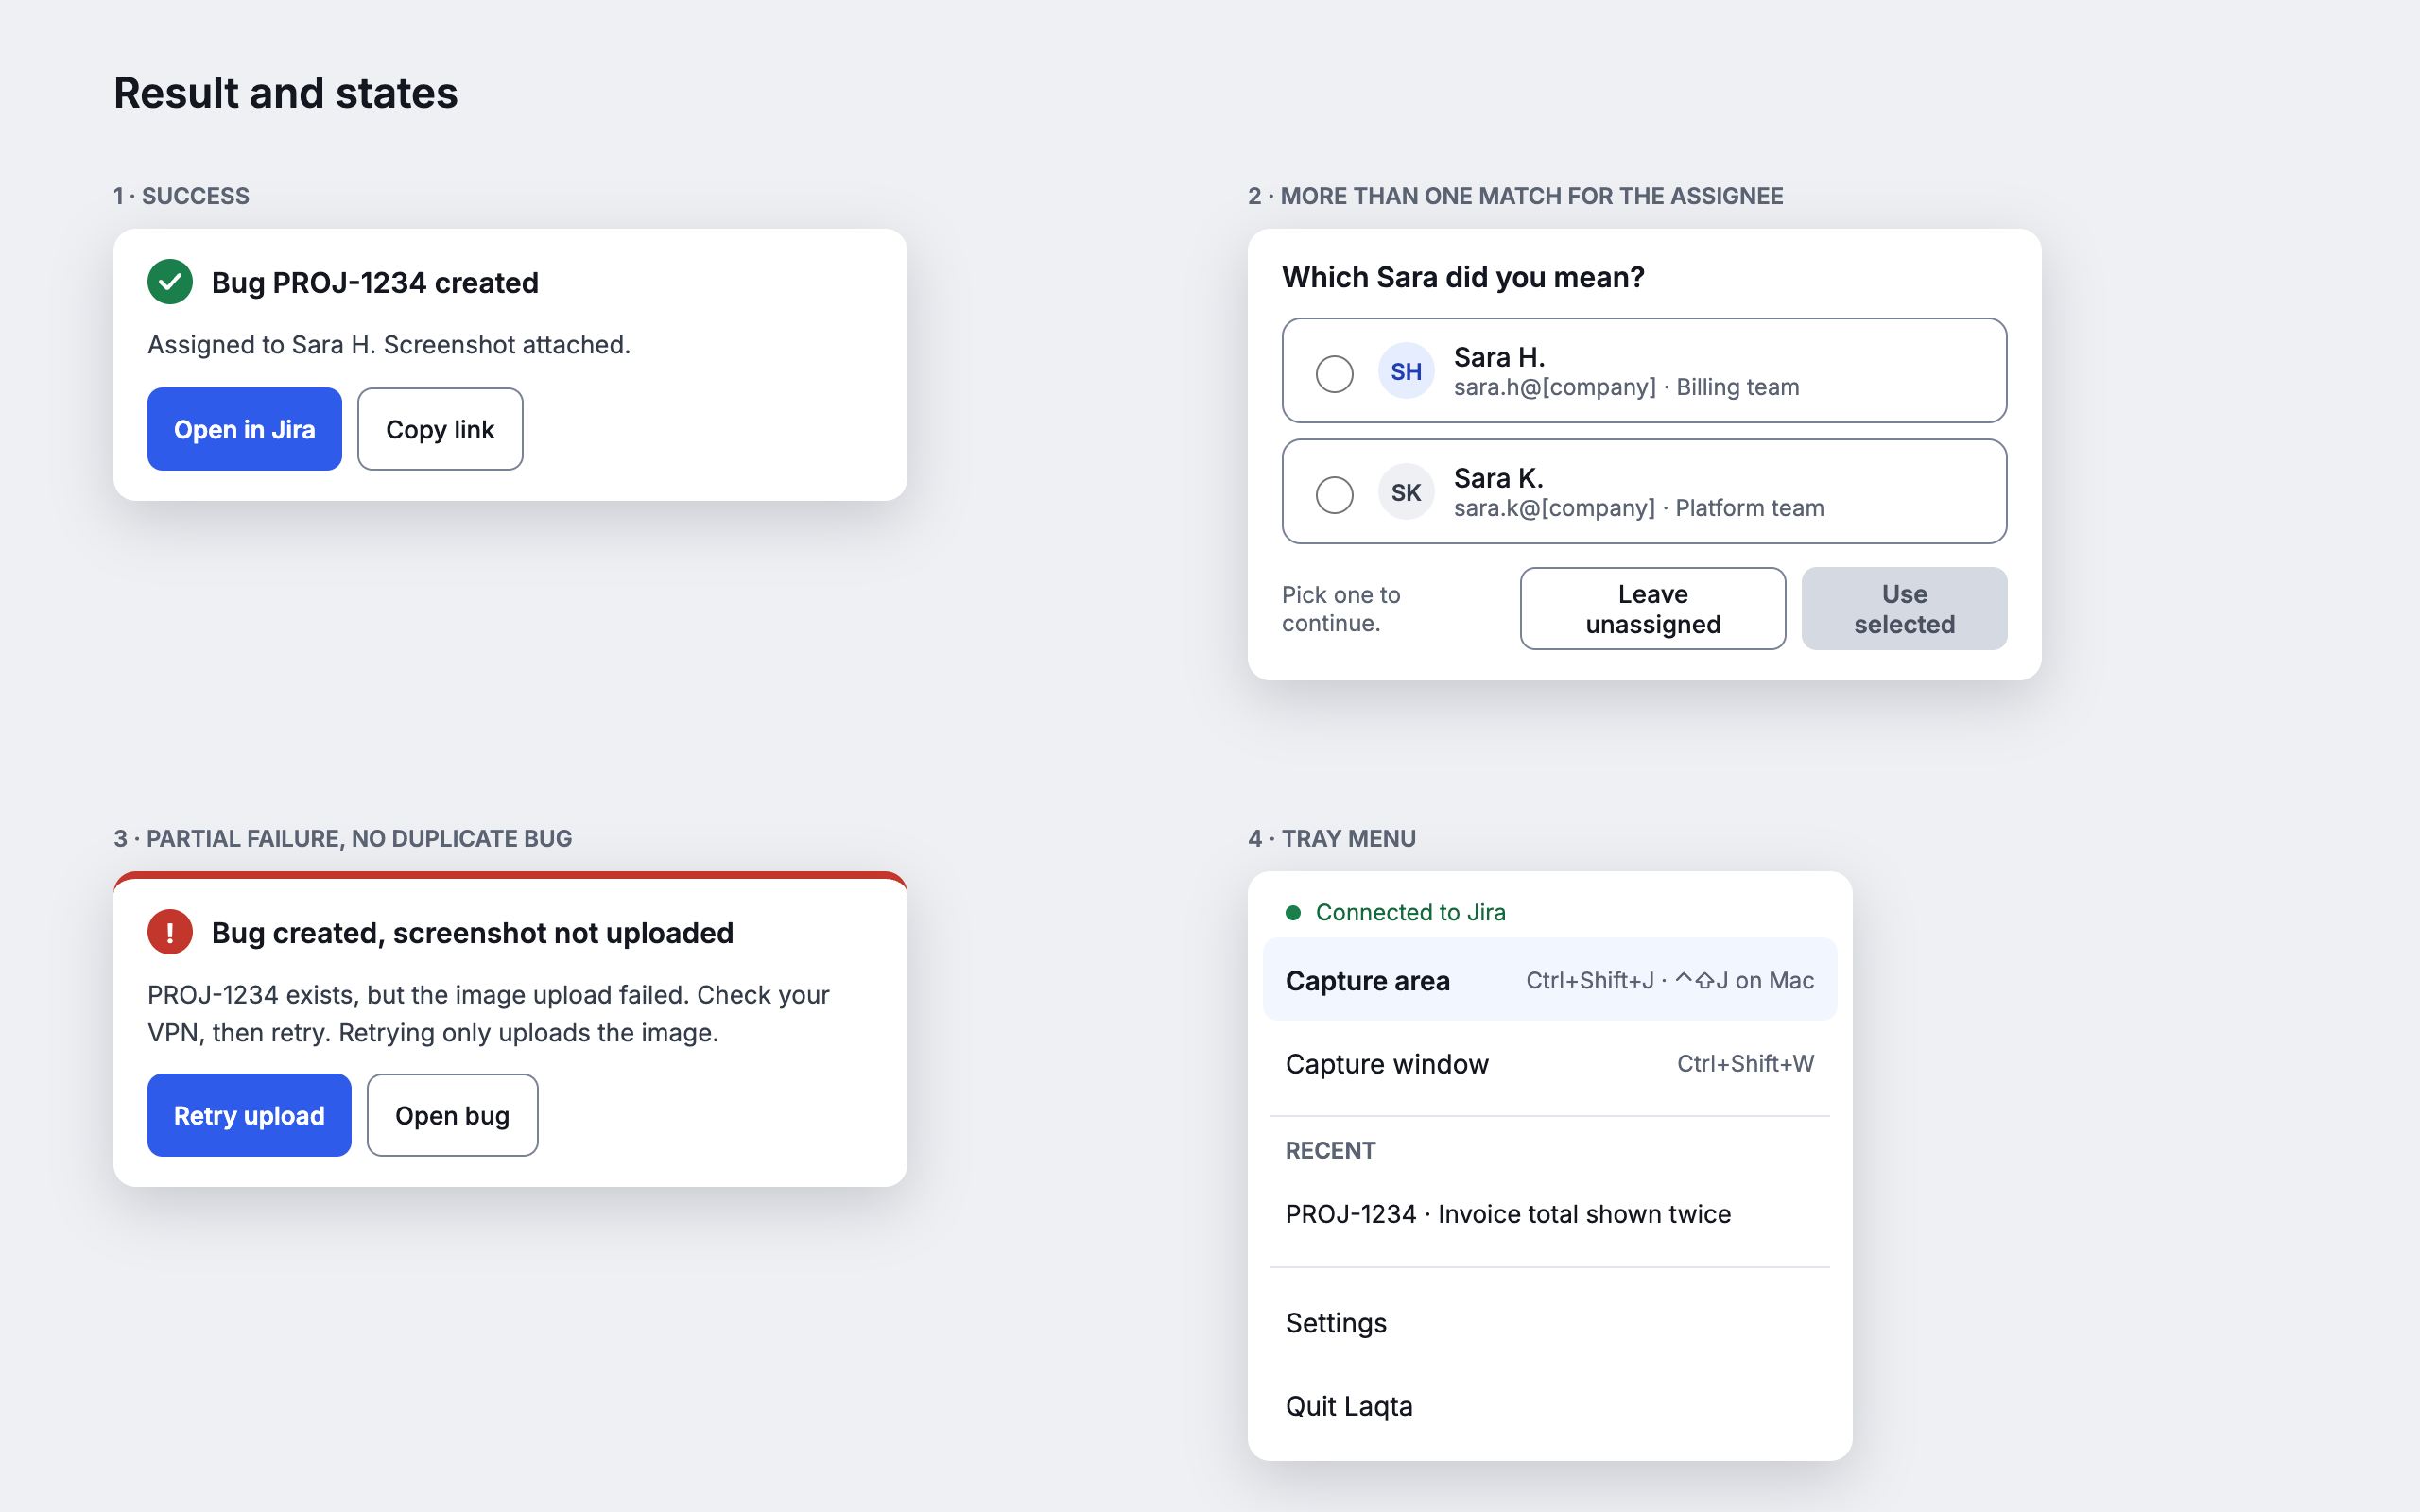 Result and states
1 · SUCCESS
Bug PROJ-1234 created
Assigned to Sara H. Screenshot attached.
Open in Jira
Copy link
2 · MORE THAN ONE MATCH FOR THE ASSIGNEE
Which Sara did you mean?
SH
Sara H.
sara.h@[company] · Billing team
SK
Sara K.
sara.k@[company] · Platform team
Pick one to
continue.
Leave
unassigned
Use
selected
3 · PARTIAL FAILURE, NO DUPLICATE BUG
!
Bug created, screenshot not uploaded
PROJ-1234 exists, but the image upload failed. Check your
VPN, then retry. Retrying only uploads the image.
Retry upload
Open bug
4 · TRAY MENU
Connected to Jira
Capture area
Ctrl+Shift+J · ⌃⇧J on Mac
Capture window
Ctrl+Shift+W
RECENT
PROJ-1234 · Invoice total shown twice
Settings
Quit Laqta